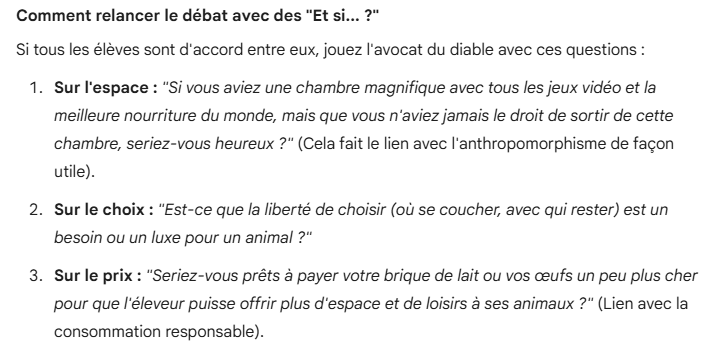 Comment relancer le débat avec des "Et si... ?"
Si tous les élèves sont d'accord entre eux, jouez l'avocat du diable avec ces questions :
1. Sur l'espace : "Si vous aviez une chambre magnifique avec tous les jeux vidéo et la
meilleure nourriture du monde, mais que vous n'aviez jamais le droit de sortir de cette
chambre, seriez-vous heureux ?" (Cela fait le lien avec l'anthropomorphisme de façon
utile).
2. Sur le choix : "Est-ce que la liberté de choisir (où se coucher, avec qui rester) est un
besoin ou un luxe pour un animal ?"
3. Sur le prix : "Seriez-vous prêts à payer votre brique de lait ou vos œufs un peu plus cher
pour que l'éleveur puisse offrir plus d'espace et de loisirs à ses animaux ?" (Lien avec la
consommation responsable).